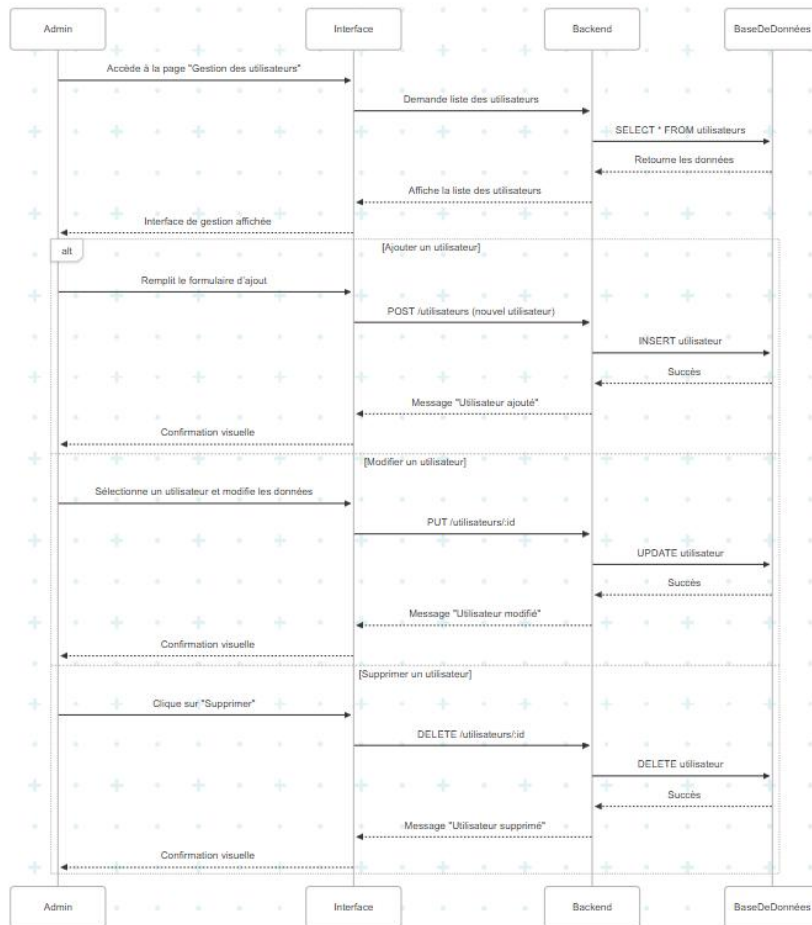 Admin
Interface
Backend
BaseDeDonnées
Accède à la page "Gestion des utilisateurs"
Demande liste des utilisateurs
SELECT * FROM utilisateurs
Retourne les données
Affiche la liste des utilisateurs
Interface de gestion affichée
alt
[Ajouter un utilisateur]
Remplit le formulaire d'ajout
POST /utilisateurs (nouvel utilisateur)
INSERT utilisateur
Succès
Message "Utilisateur ajouté"
Confirmation visuelle
[Modifier un utilisateur]
Sélectionne un utilisateur et modifie les données
PUT /utilisateurs/:id
UPDATE utilisateur
Succès
Message "Utilisateur modifié"
Confirmation visuelle
[Supprimer un utilisateur]
Clique sur "Supprimer"
DELETE /utilisateurs/:id
DELETE utilisateur
Succès
Message "Utilisateur supprimé"
Confirmation visuelle
Admin
Interface
Backend
BaseDeDonnées